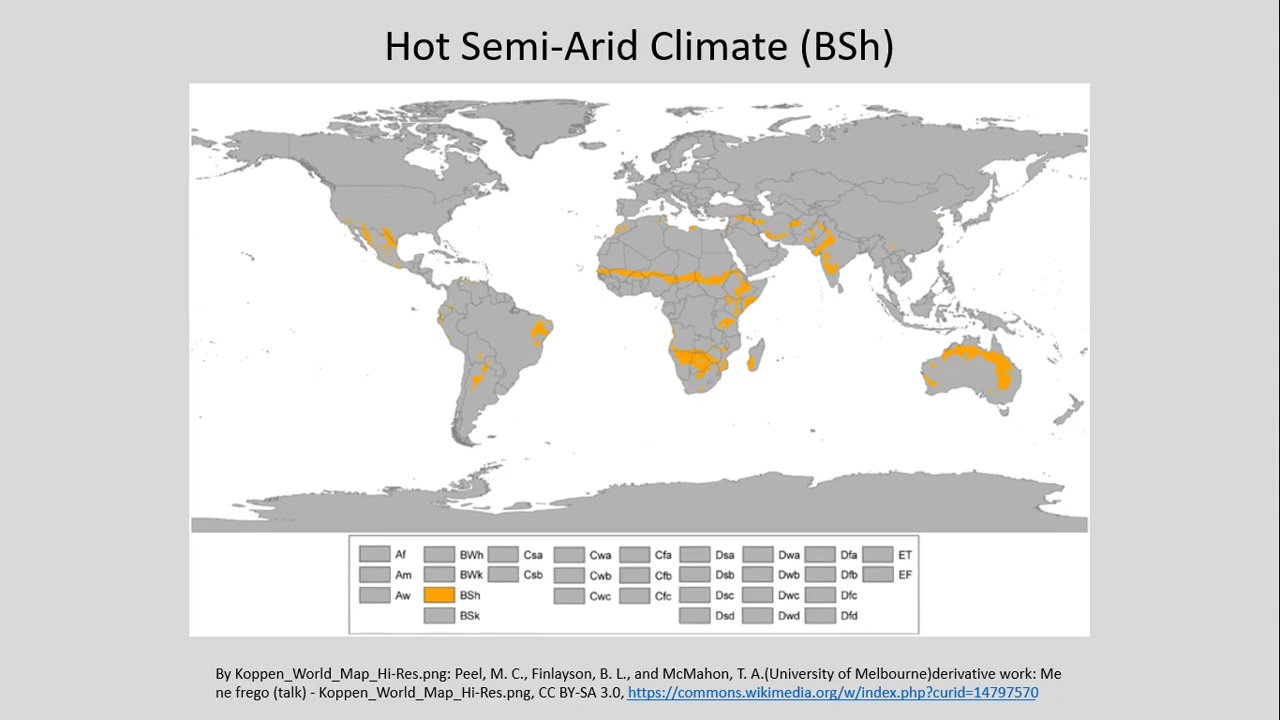 Hot Semi-Arid Climate (BSh)
Af BWh Csa Cwa Cfa Dsa Dwa Dfa ET
Am BWk Csb Cwb Cfb Dsb Dwb Dfb EF
Aw BSh Cwc Cfc Dsc Dwc Dfc
BSk Dsd Dwd Dfd
By Koppen_World_Map_Hi-Res.png: Peel, M. C., Finlayson, B. L., and McMahon, T. A.(University of Melbourne)derivative work: Me
ne frego (talk) - Koppen_World_Map_Hi-Res.png, CC BY-SA 3.0, https://commons.wikimedia.org/w/index.php?curid=14797570